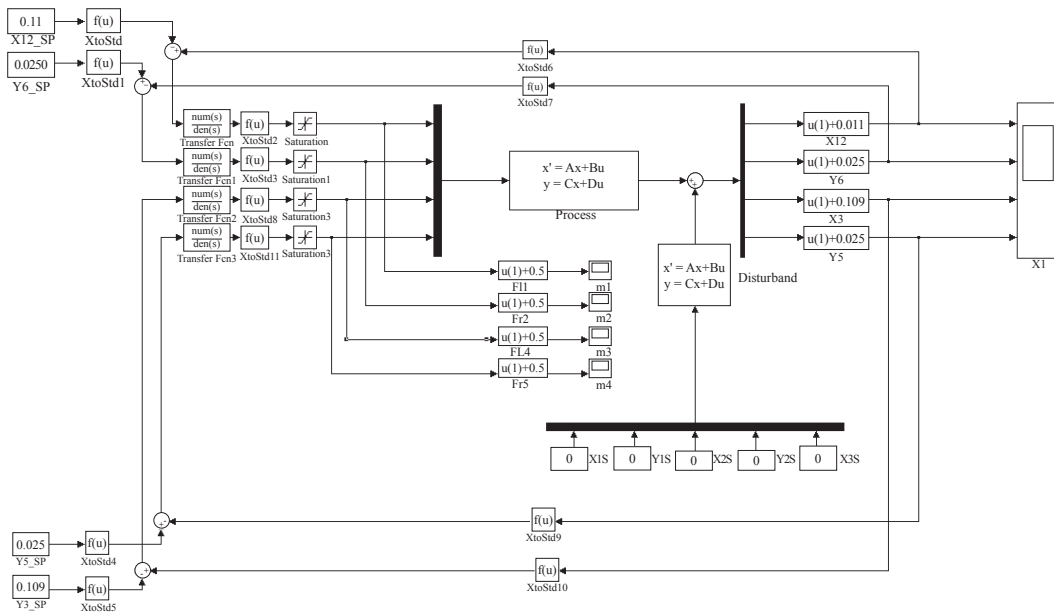 0.11
X12_SP
f(u)
XtoStd
0.0250
Y6_SP
f(u)
XtoStd1
f(u)
XtoStd6
f(u)
XtoStd7
num(s)
den(s)
Transfer Fcn
f(u)
XtoStd2
Saturation
num(s)
den(s)
Transfer Fcn1
f(u)
XtoStd3
Saturation1
num(s)
den(s)
Transfer Fcn2
f(u)
XtoStd8
Saturation3
num(s)
den(s)
Transfer Fcn3
f(u)
XtoStd11
Saturation3
x' = Ax+Bu
y = Cx+Du
Process
x' = Ax+Bu
y = Cx+Du
Disturband
u(1)+0.011
X12
u(1)+0.025
Y6
u(1)+0.109
X3
u(1)+0.025
Y5
X1
u(1)+0.5
Fl1
m1
u(1)+0.5
Fr2
m2
u(1)+0.5
FL4
m3
u(1)+0.5
Fr5
m4
0 X1S
0 Y1S
0 X2S
0 Y2S
0 X3S
0.025
Y5_SP
f(u)
XtoStd4
f(u)
XtoStd9
0.109
Y3_SP
f(u)
XtoStd5
f(u)
XtoStd10